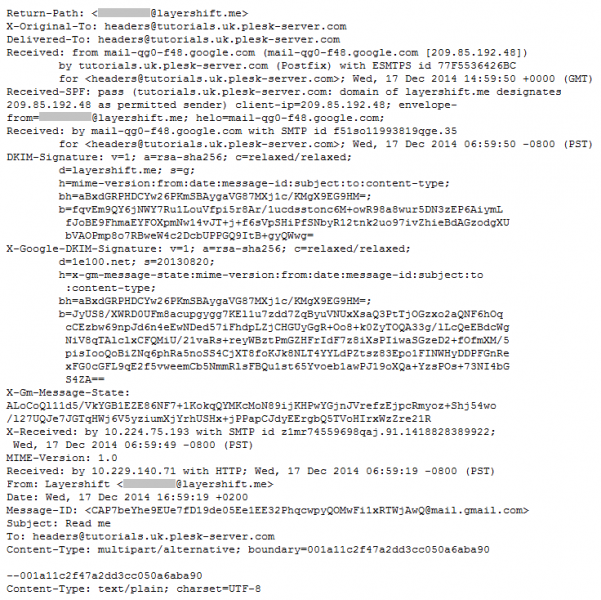 Return-Path: <@layershift.me>
X-Original-To: headers@tutorials.uk.plesk-server.com
Delivered-To: headers@tutorials.uk.plesk-server.com
Received: from mail-qg0-f48.google.com (mail-qg0-f48.google.com [209.85.192.48])
by tutorials.uk.plesk-server.com (Postfix) with ESMTPS id 77F5536426BC
for <headers@tutorials.uk.plesk-server.com>; Wed, 17 Dec 2014 14:59:50 +0000 (GMT)
Received-SPF: pass (tutorials.uk.plesk-server.com: domain of layershift.me designates
209.85.192.48 as permitted sender) client-ip=209.85.192.48; envelope-
from=@layershift.me; helo=mail-qg0-f48.google.com;
Received: by mail-qg0-f48.google.com with SMTP id f51so11993819qge.35
for <headers@tutorials.uk.plesk-server.com>; Wed, 17 Dec 2014 06:59:50 -0800 (PST)
DKIM-Signature: v=1; a=rsa-sha256; c=relaxed/relaxed;
d=layershift.me; s=g;
h=mime-version:from:date:message-id:subject:to:content-type;
bh=aBxdGRPHDCYw26PKmSBAygaVG87MXj1c/KMgX9EG9HM=;
b=fqvEm9QY6jNWY7Ru1LouVfpi5r8Ar/1ucdsstonc6M+owR98a8wur5DN3zEP6AiymL
fJoBE9FhmaEYFOXpmNw14vJT+j+f6sVpSHiPfSNbyR12tnk2uo97ivZhieBdAGzodgXU
bVAOPmp8o7RBweW4c2DcbUPPGQ9ItB+gyQWwg=
X-Google-DKIM-Signature: v=1; a=rsa-sha256; c=relaxed/relaxed;
d=1e100.net; s=20130820;
h=x-gm-message-state:mime-version:from:date:message-id:subject:to
:content-type;
bh=aBxdGRPHDCYw26PKmSBAygaVG87MXj1c/KMgX9EG9HM=;
b=JyUS8/XWRD0UFm8acupgygg7KEl1u7zdd7ZqByuVNUxXsaQ3PtTjOGzxo2aQNF6hOq
cCEzbw69npJd6n4eEwNDed57iFhdpLZjCHGUyGgR+Oo8+k0ZyTOQA33g/lLcQeEBdcWg
NiV8qTAlclxCFQMiU/21vaRs+reyWBztPmGZHFrIdF7z8iXsPIiwaSGzeD2+fOfmXM/5
pisIooQoBiZNq6phRa5noSS4CjXT8foKJk8NLT4YYLdPZtsz83Epo1FINWHyDDPFGnRe
xFG0cGFL9qE2f5vweemCb5NmmRlsFBQu1st65Yvoeb1awPJ19oXQa+YzsPOs+73NI4bG
S4ZA==
X-Gm-Message-State:
ALoCoQl11d5/VkYGB1EZE86NF7+1KokqQYMKcMoN89ijKHPwYGjnJVrefzEjpcRmyoz+Shj54wo
/l27UQJe7JGTqHWj6V5yziumXjYrhUSHx+jPPapCJdyEErgbQ5TVoHIrxWzZre21R
X-Received: by 10.224.75.193 with SMTP id z1mr74559698qaj.91.1418828389922;
Wed, 17 Dec 2014 06:59:49 -0800 (PST)
MIME-Version: 1.0
Received: by 10.229.140.71 with HTTP; Wed, 17 Dec 2014 06:59:19 -0800 (PST)
From: Layershift <@layershift.me>
Date: Wed, 17 Dec 2014 16:59:19 +0200
Message-ID: <CAP7beYhe9EUe7fD19de05Ee1EE32PhqcwpyQOMwFi1xRTWjAwQ@mail.gmail.com>
Subject: Read me
To: headers@tutorials.uk.plesk-server.com
Content-Type: multipart/alternative; boundary=001a11c2f47a2dd3cc050a6aba90

--001a11c2f47a2dd3cc050a6aba90
Content-Type: text/plain; charset=UTF-8